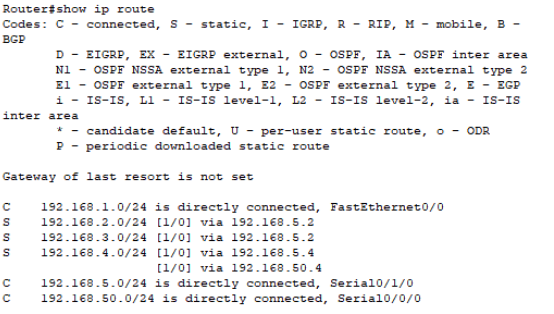 Router#show ip route
Codes: C - connected, S - static, I - IGRP, R - RIP, M - mobile, B -
BGP
D - EIGRP, EX - EIGRP external, O - OSPF, IA - OSPF inter area
N1 - OSPF NSSA external type 1, N2 - OSPF NSSA external type 2
E1 - OSPF external type 1, E2 - OSPF external type 2, E - EGP
i - IS-IS, L1 - IS-IS level-1, L2 - IS-IS level-2, ia - IS-IS
inter area
* - candidate default, U - per-user static route, o - ODR
P - periodic downloaded static route
Gateway of last resort is not set
C 192.168.1.0/24 is directly connected, FastEthernet0/0
S 192.168.2.0/24 [1/0] via 192.168.5.2
S 192.168.3.0/24 [1/0] via 192.168.5.2
S 192.168.4.0/24 [1/0] via 192.168.5.4
[1/0] via 192.168.50.4
C 192.168.5.0/24 is directly connected, Serial0/1/0
C 192.168.50.0/24 is directly connected, Serial0/0/0